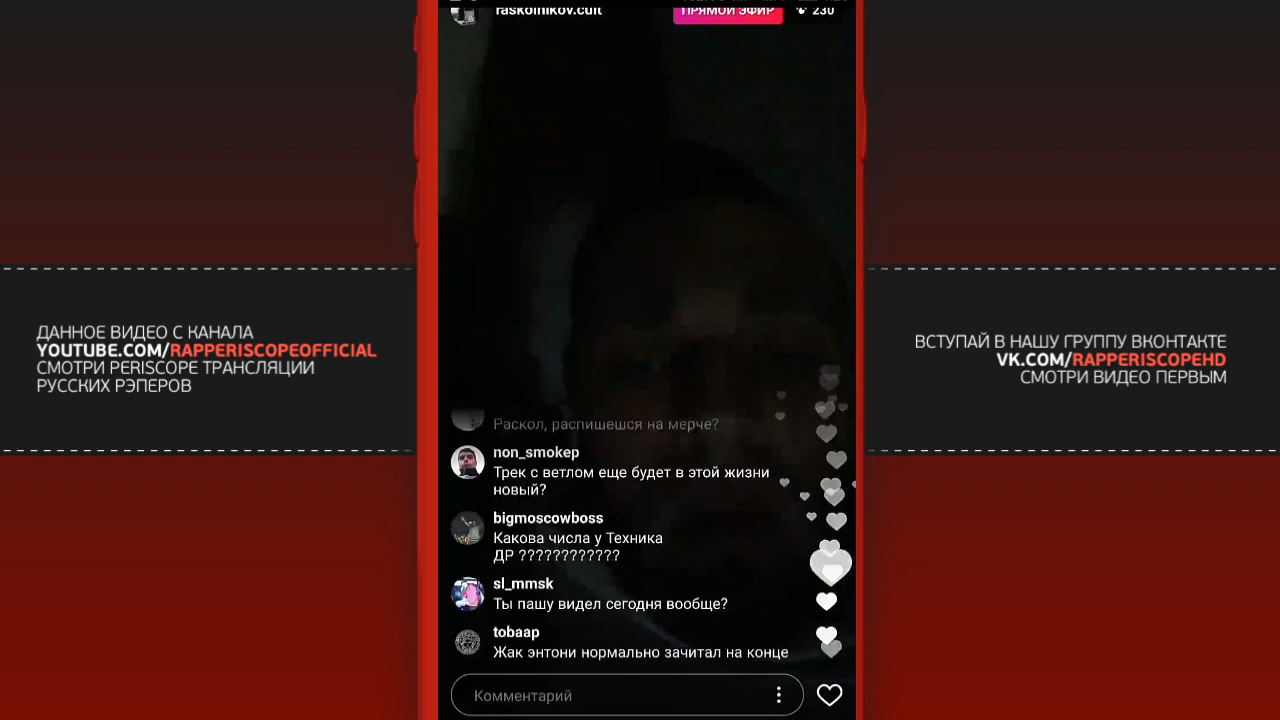 raskolnikov.cult
ПРЯМОЙ ЭФИР
230
ДАННОЕ ВИДЕО С КАНАЛА
YOUTUBE.COM/RAPPERISCOPEOFFICIAL
СМОТРИ PERISCOPE ТРАНСЛЯЦИИ
РУССКИХ РЭПЕРОВ
ВСТУПАЙ В НАШУ ГРУППУ ВКОНТАКТЕ
VK.COM/RAPPERISCOPEHD
СМОТРИ ВИДЕО ПЕРВЫМ
Раскол, распишешся на мерче?
non_smokep
Трек с ветлом еще будет в этой жизни
новый?
bigmoscowboss
Какова числа у Техника
ДР ????????????
sl_mmsk
Ты пашу видел сегодня вообще?
tobaap
Жак энтони нормально зачитал на конце
Комментарий